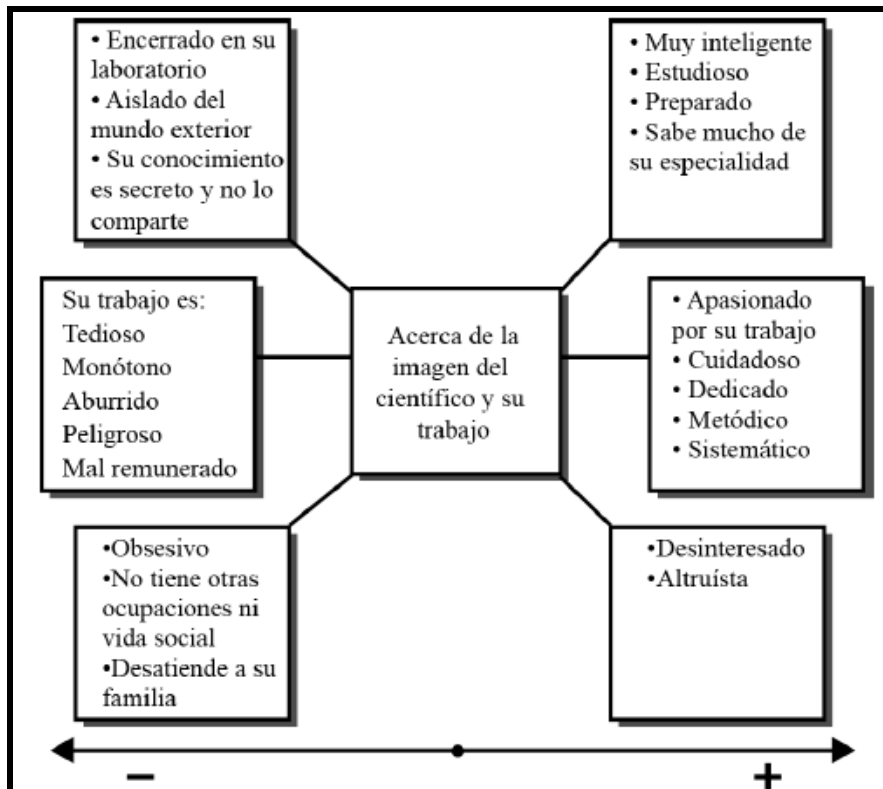 • Encerrado en su
laboratorio
• Aislado del
mundo exterior
• Su conocimiento
es secreto y no lo
comparte
• Muy inteligente
• Estudioso
• Preparado
• Sabe mucho de
su especialidad
Su trabajo es:
Tedioso
Monótono
Aburrido
Peligroso
Mal remunerado
Acerca de la
imagen del
científico y su
trabajo
• Apasionado
por su trabajo
• Cuidadoso
• Dedicado
• Metódico
• Sistemático
•Obsesivo
•No tiene otras
ocupaciones ni
vida social
•Desatiende a su
familia
•Desinteresado
•Altruísta
− +